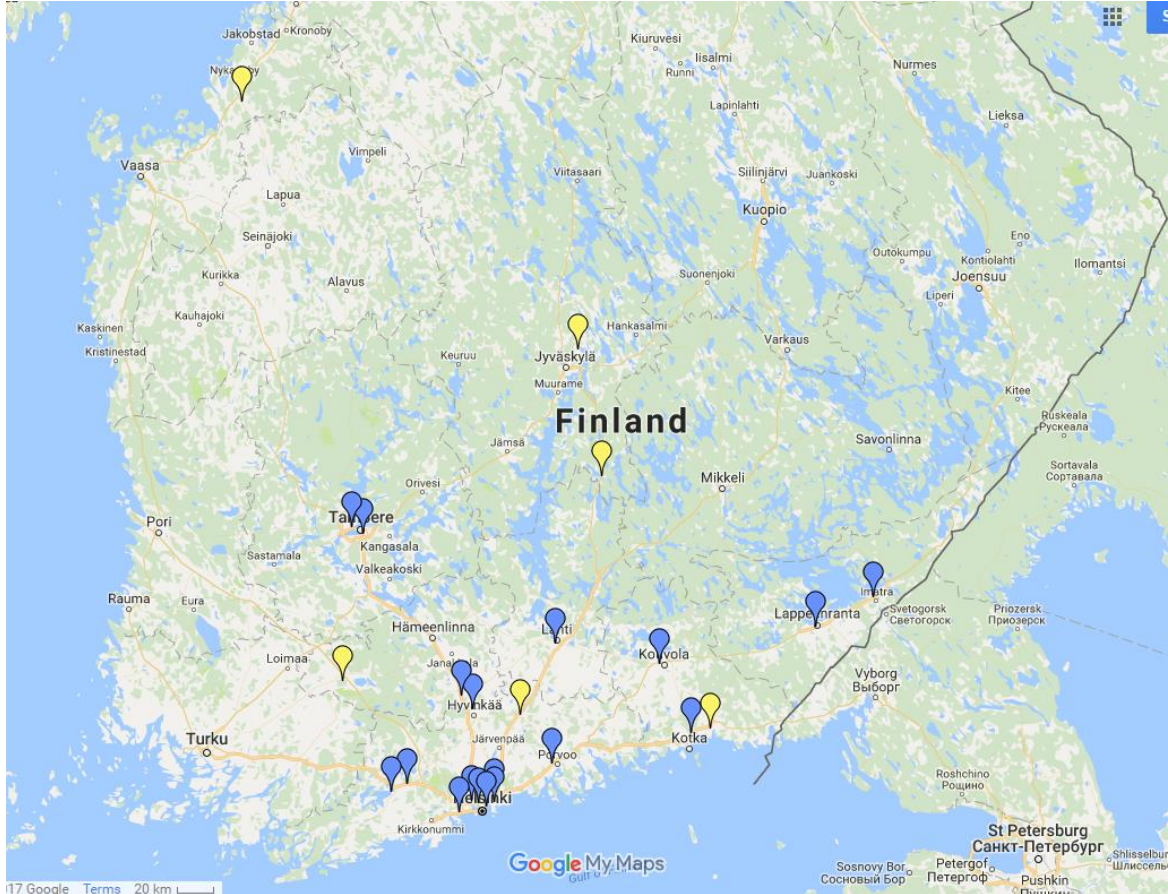 Jakobstad
Kronoby
Kiuruvesi
Iisalmi
Runni
Nurmes
Lapinlahti
Lieksa
Vaasa
Vimpeli
Viitasaari
Siilinjärvi
Juankoski
Lapua
Kuopio
Seinäjoki
Eno
Outokumpu
Kontiolahti
Ilomantsi
Joensuu
Kurikka
Alavus
Suonenjoki
Liperi
Kauhajoki
Kaskinen
Hankasalmi
Kristinestad
Keuruu
Jyväskylä
Varkaus
Muurame
Kitee
Finland
Ruskeala
Рускеала
Jämsä
Savonlinna
Orivesi
Mikkeli
Sortavala
Сортавала
Pori
Kangasala
Sastamala
Valkeakoski
Rauma
Eura
Imatra
Svetogorsk
Светогорск
Priozersk
Приозерск
Hämeenlinna
Loimaa
Vyborg
Выборг
Hyvinkää
Turku
Järvenpää
Kotka
Kirkkonummi
Roshchino
Рощино
St Petersburg
Санкт-Петербург
Google My Maps
Sosnovy Bor
Сосновый Бор
Petergof
Петергоф
Pushkin
17 Google
Terms
20 km